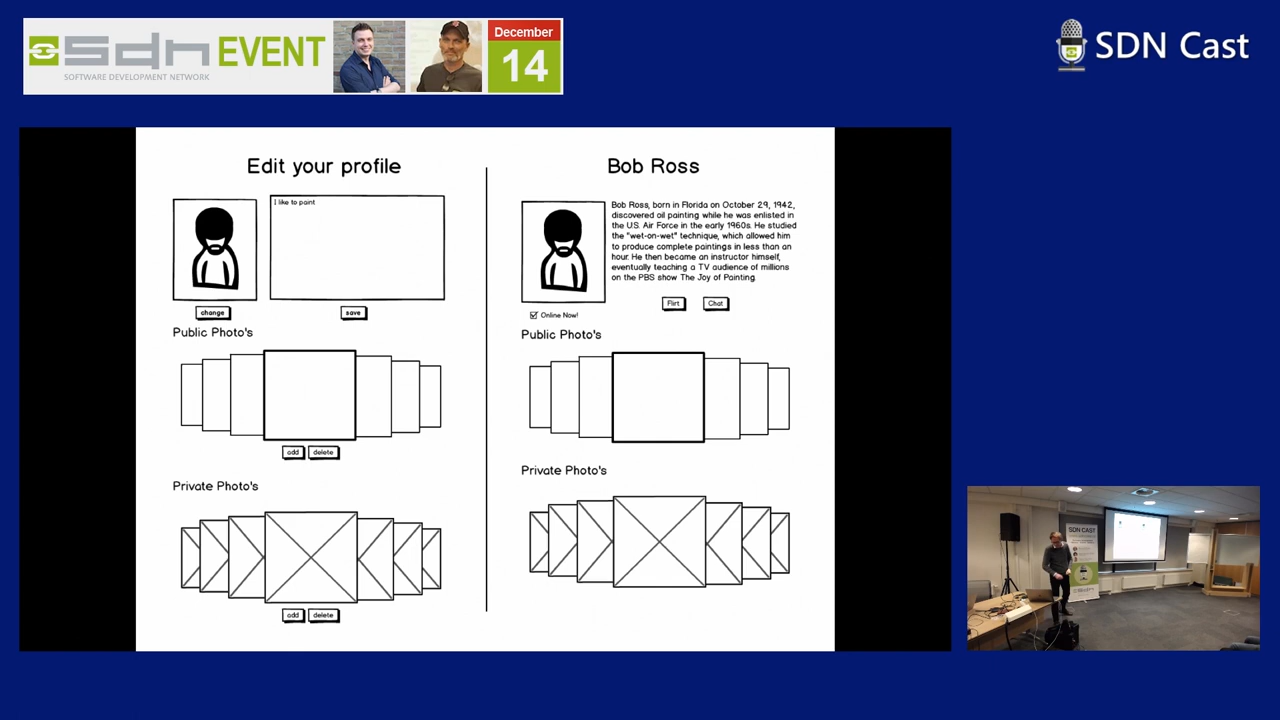 sdn EVENT
SOFTWARE DEVELOPMENT NETWORK
December
14
SDN Cast
Edit your profile
I like to paint
change
save
Public Photo's
add
delete
Private Photo's
add
delete
Bob Ross
Bob Ross, born in Florida on October 29, 1942,
discovered oil painting while he was enlisted in
the U.S. Air Force in the early 1960s. He studied
the "wet-on-wet" technique, which allowed him
to produce complete paintings in less than an
hour. He then became an instructor himself,
eventually teaching a TV audience of millions
on the PBS show The Joy of Painting.
Flirt
Chat
Online Now!
Public Photo's
Private Photo's
SDN CAST